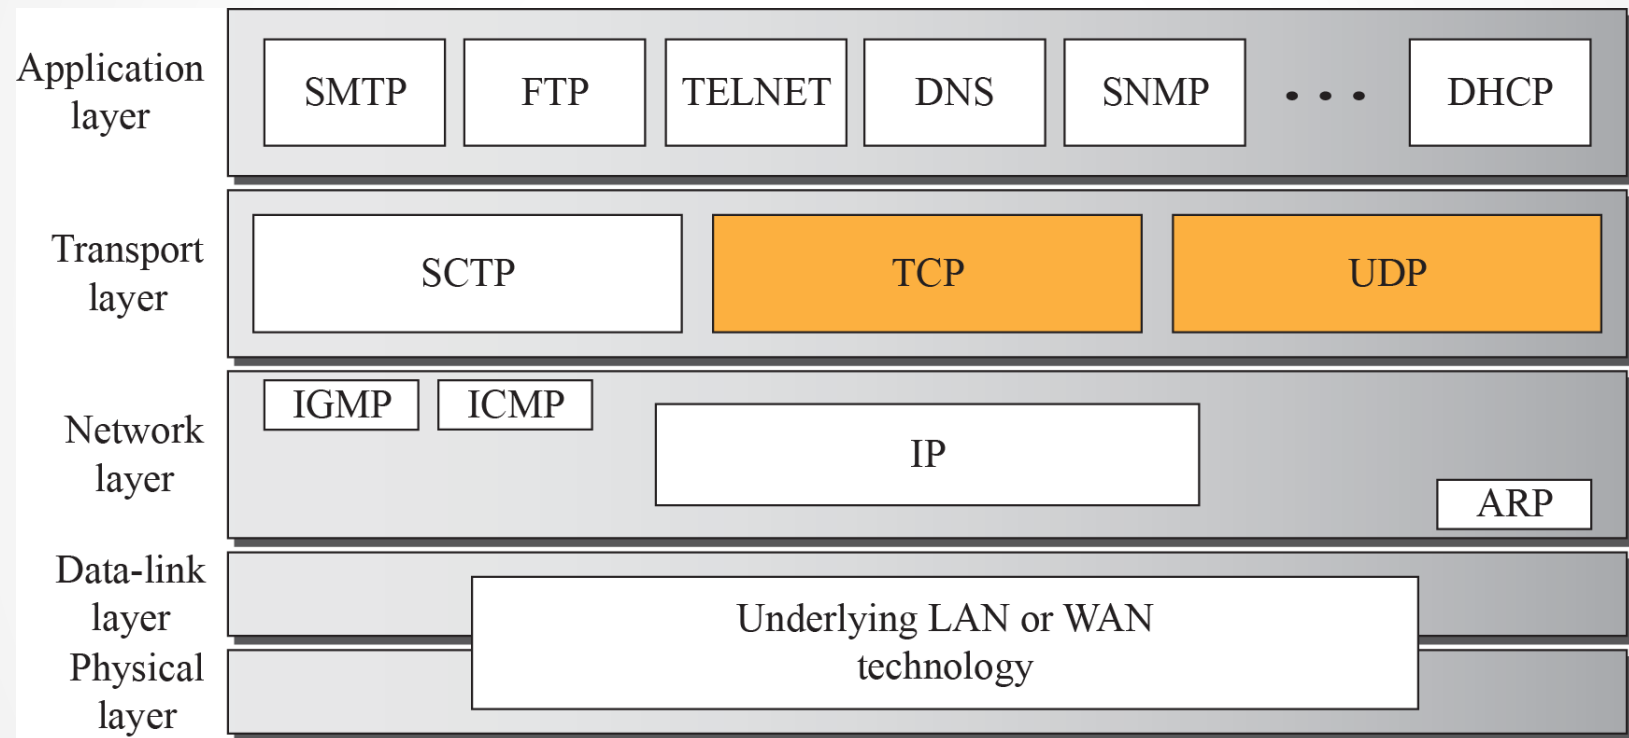 Application
layer
SMTP
FTP
TELNET
DNS
SNMP
• • •
DHCP
Transport
layer
SCTP
TCP
UDP
Network
layer
IGMP
ICMP
IP
ARP
Data-link
layer
Physical
layer
Underlying LAN or WAN
technology